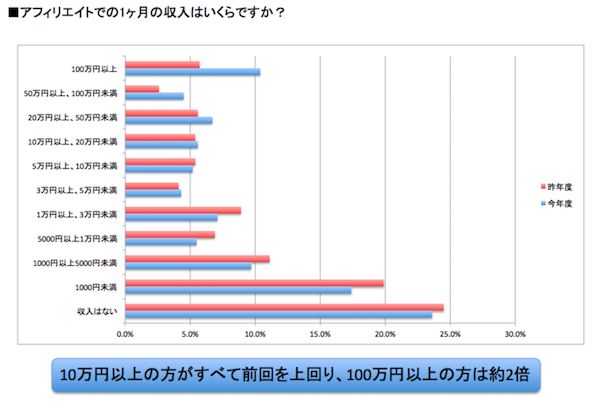 ■アフィリエイトでの1ヶ月の収入はいくらですか？
100万円以上
50万円以上、100万円未満
20万円以上、50万円未満
10万円以上、20万円未満
5万円以上、10万円未満
3万円以上、5万円未満
1万円以上、3万円未満
5000円以上1万円未満
1000円以上5000円未満
1000円未満
収入はない
0.0% 5.0% 10.0% 15.0% 20.0% 25.0% 30.0%
昨年度
今年度
10万円以上の方がすべて前回を上回り、100万円以上の方は約2倍